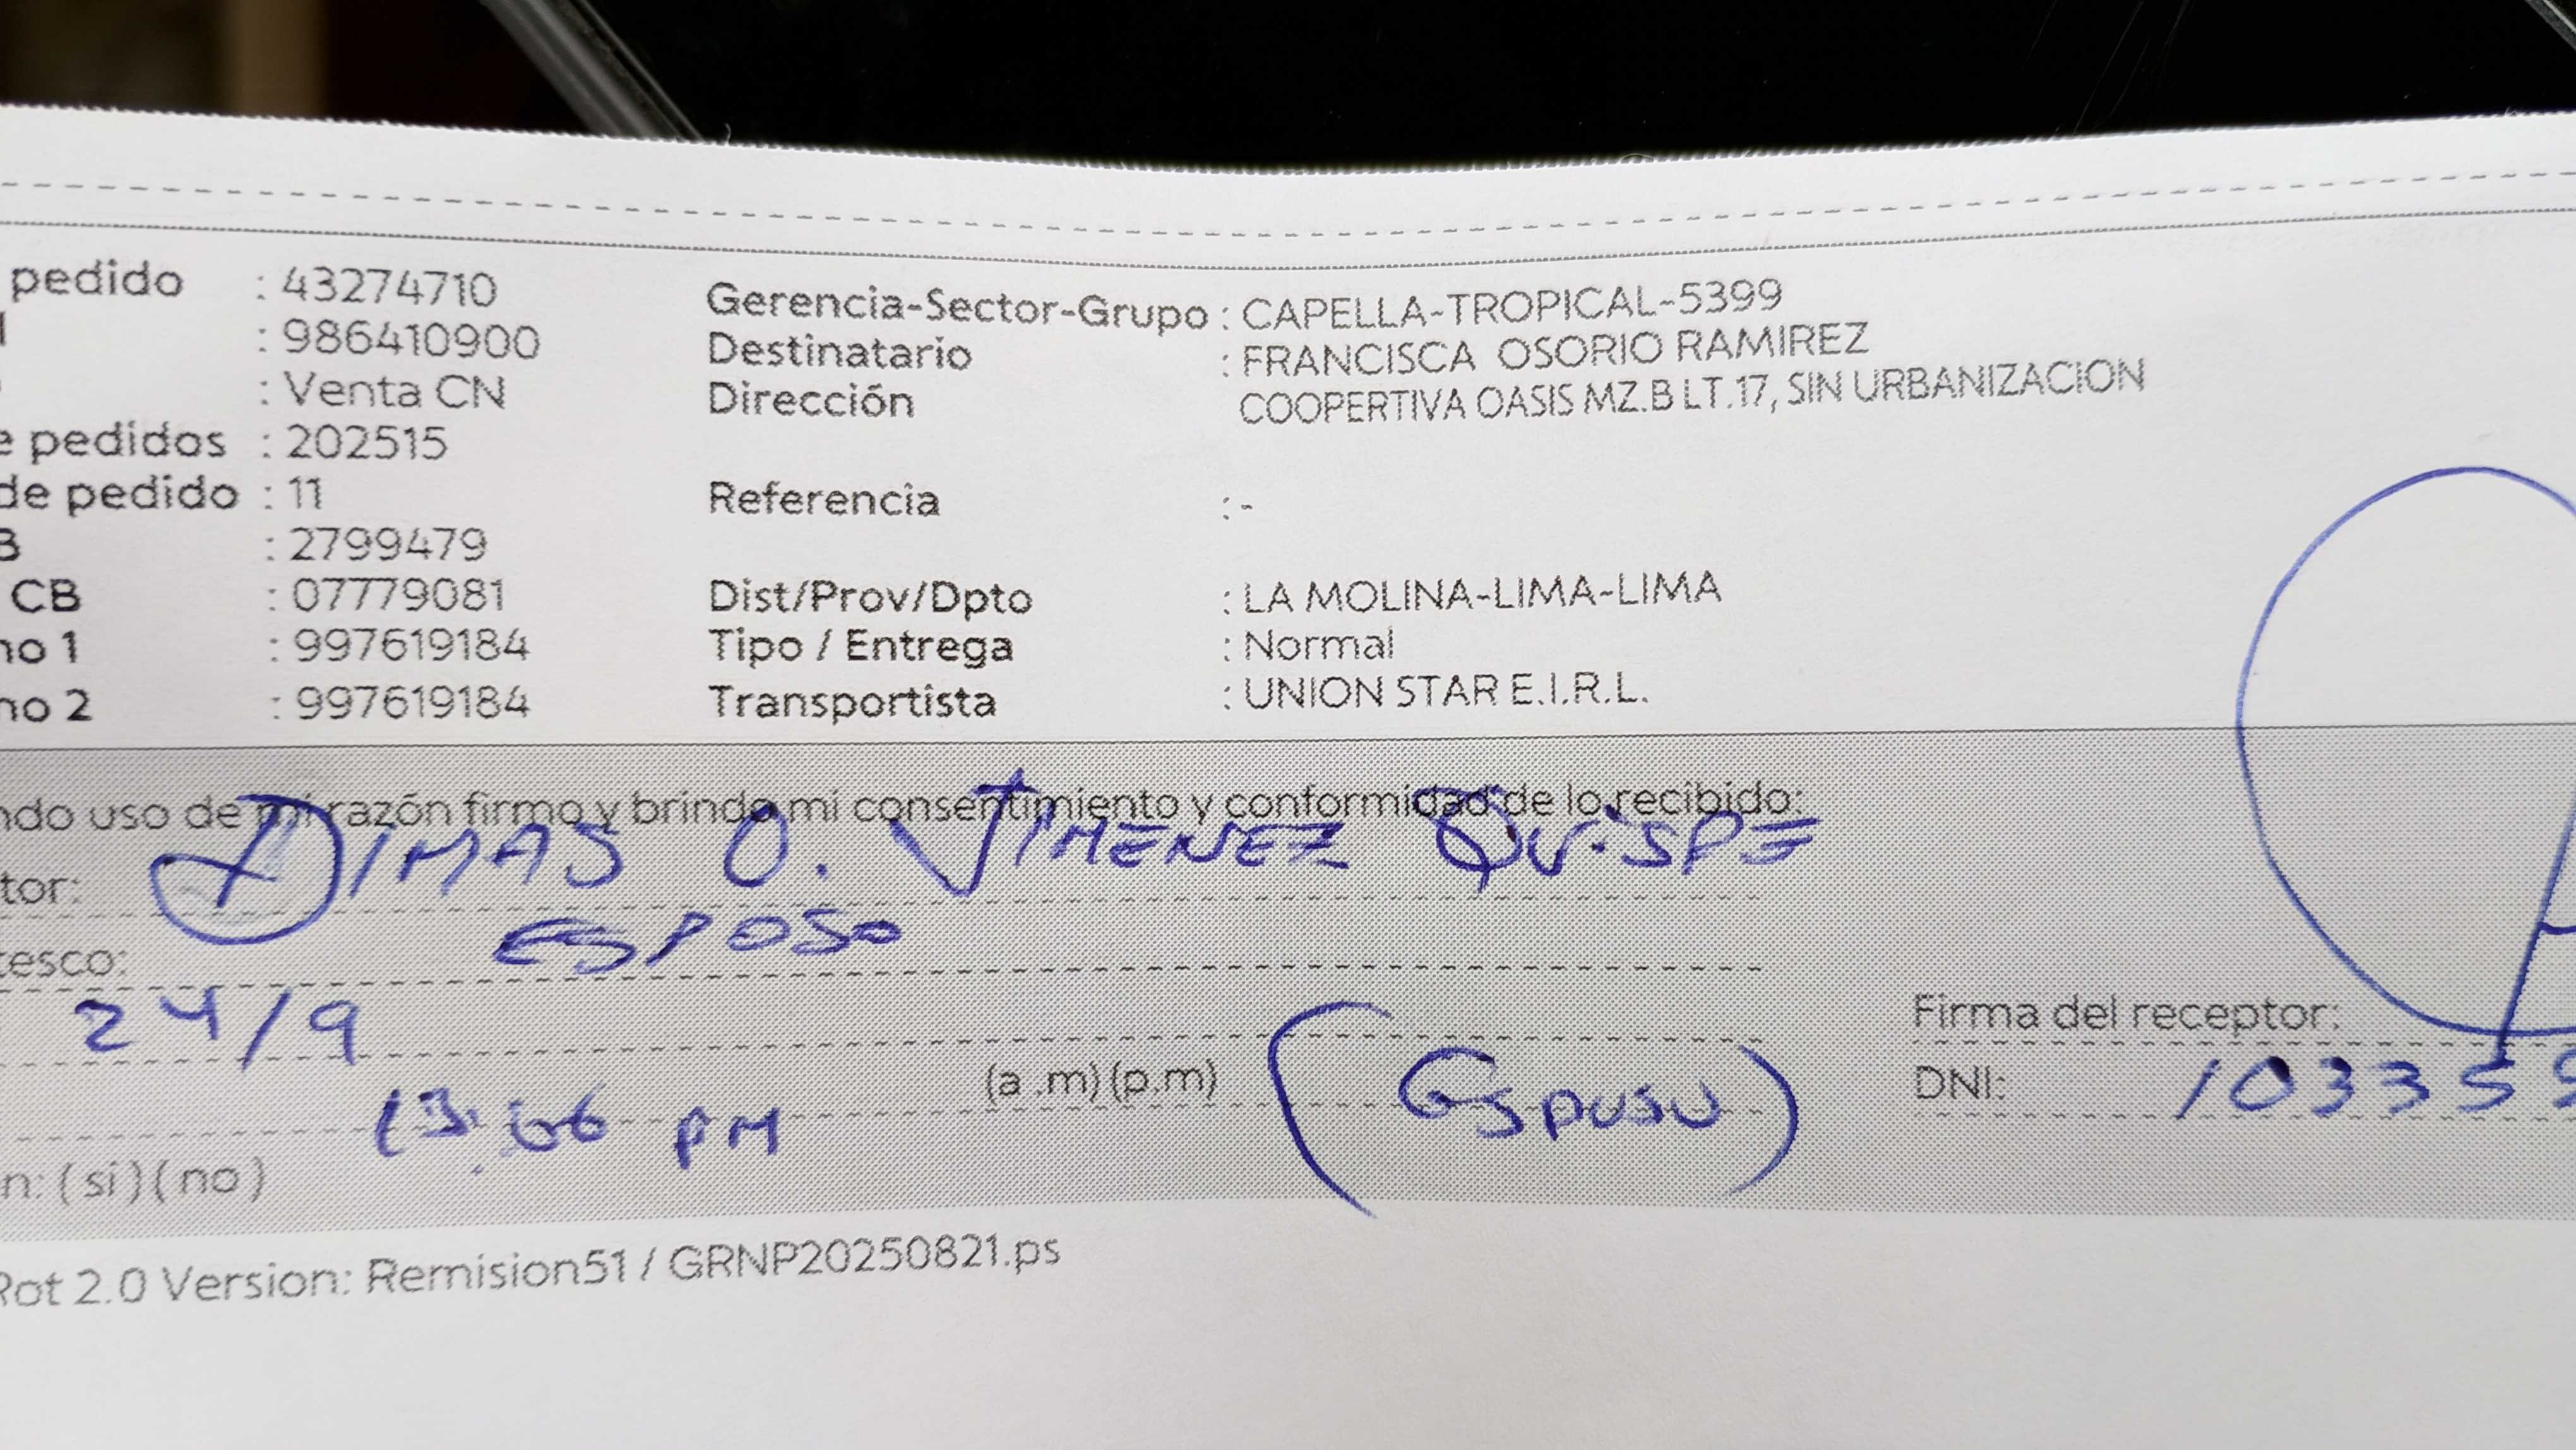 pedido : 43274710
: 986410900
: Venta CN
e pedidos : 202515
de pedido : 11
B : 2799479
CB : 07779081
no 1 : 997619184
no 2 : 997619184
Gerencia-Sector-Grupo : CAPELLA-TROPICAL-5399
Destinatario : FRANCISCA OSORIO RAMIREZ
Dirección COOPERTIVA OASIS MZ.B LT.17, SIN URBANIZACION
Referencia : -
Dist/Prov/Dpto : LA MOLINA-LIMA-LIMA
Tipo / Entrega : Normal
Transportista : UNION STAR E.I.R.L.
ndo uso de mi razón firmo y brindo mi consentimiento y conformidad de lo recibido:
tor: DIMAS O. JIMENEZ QUISPE
tesco: ESPOSO
24/9
13:06 PM (a .m) (p.m) (Esposo)
n: ( si ) ( no )
Firma del receptor:
DNI: 10335
Rot 2.0 Version: Remision51 / GRNP20250821.ps